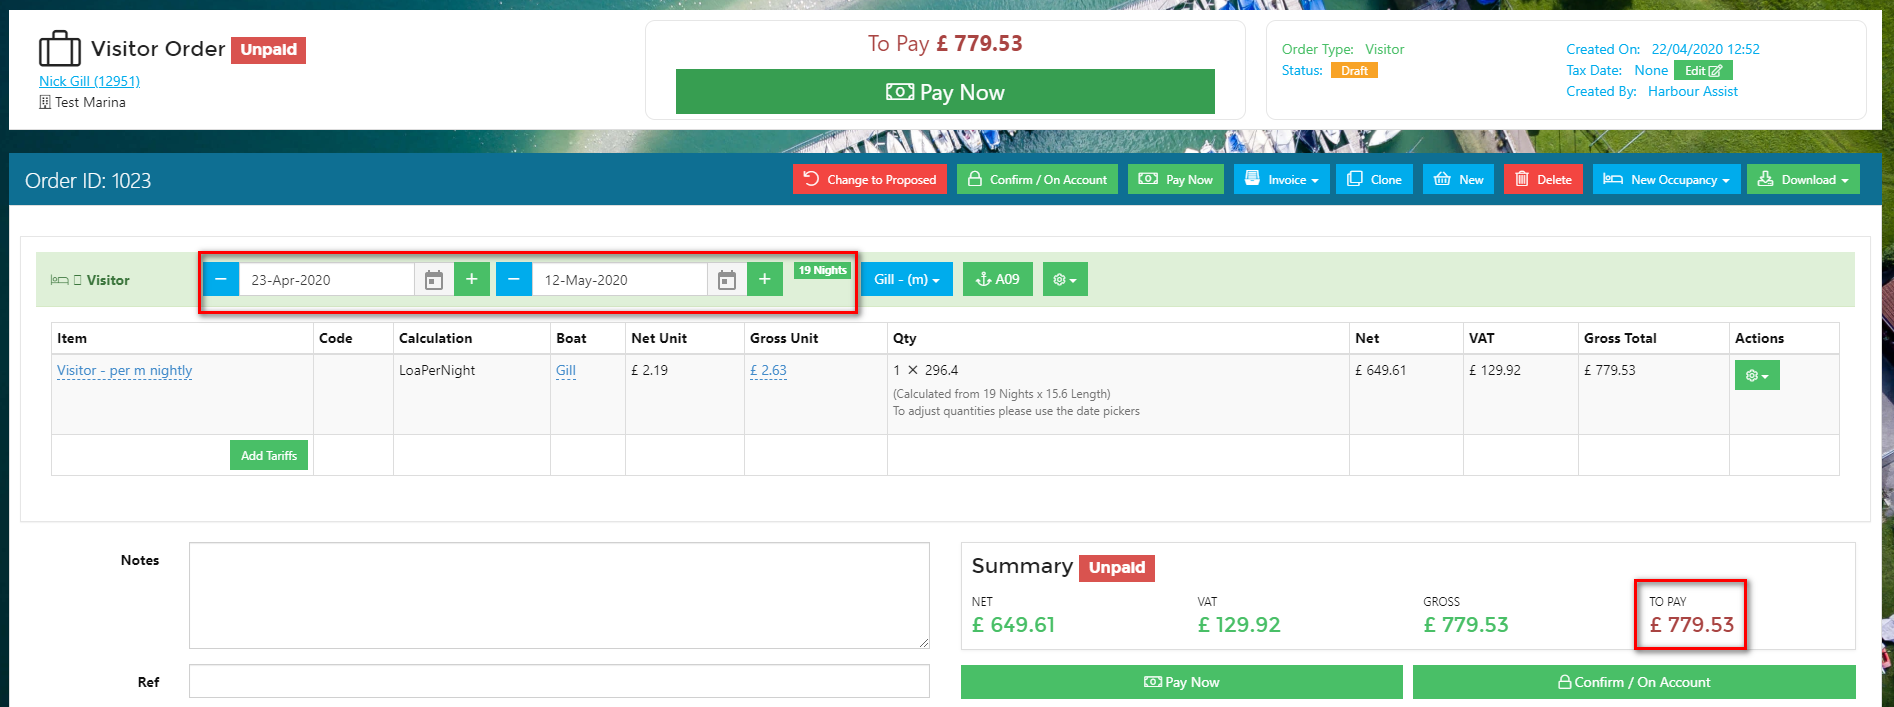 Visitor Order Unpaid
Nick Gill (12951)
Test Marina
To Pay £ 779.53
Pay Now
Order Type: Visitor
Status: Draft
Created On: 22/04/2020 12:52
Tax Date: None Edit
Created By: Harbour Assist
Order ID: 1023
Change to Proposed Confirm / On Account Pay Now Invoice Clone New Delete New Occupancy Download
Visitor 23-Apr-2020 + 12-May-2020 + 19 Nights Gill - (m) A09
Item Code Calculation Boat Net Unit Gross Unit Qty Net VAT Gross Total Actions
Visitor - per m nightly LoaPerNight Gill £ 2.19 £ 2.63 1 × 296.4 £ 649.61 £ 129.92 £ 779.53
(Calculated from 19 Nights x 15.6 Length)
To adjust quantities please use the date pickers
Add Tariffs
Notes
Ref
Summary Unpaid
NET VAT GROSS TO PAY
£ 649.61 £ 129.92 £ 779.53 £ 779.53
Pay Now Confirm / On Account